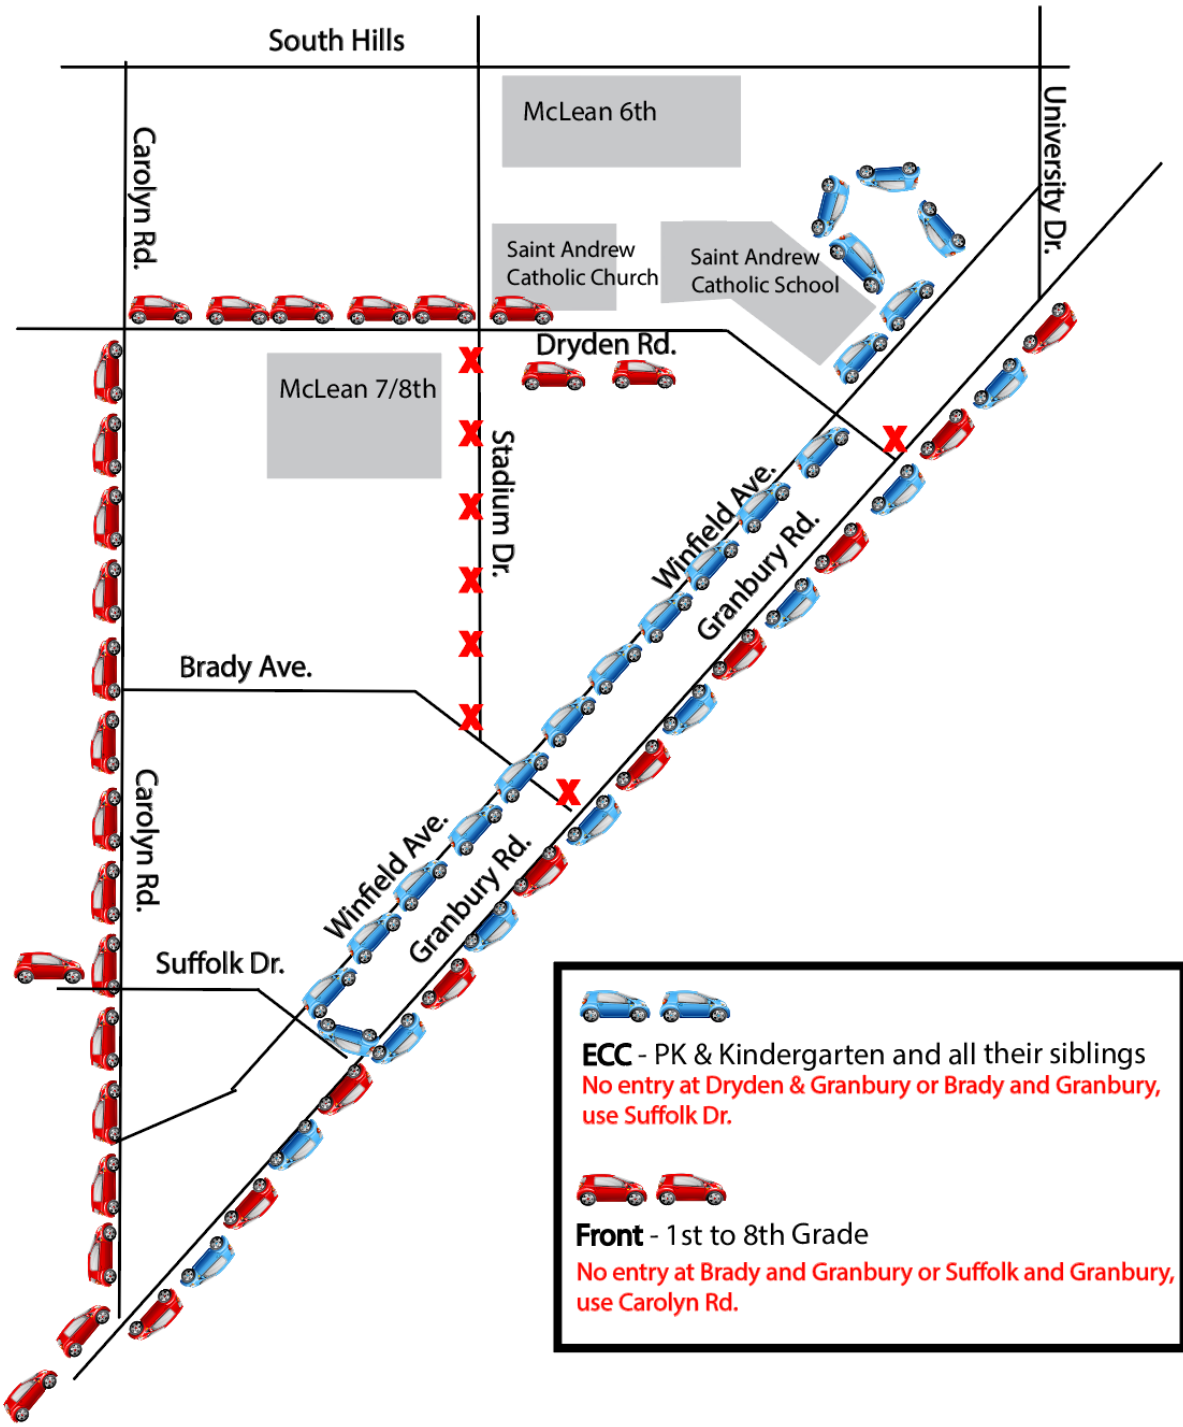 South Hills
McLean 6th
University Dr.
Carolyn Rd.
Saint Andrew
Catholic Church
Saint Andrew
Catholic School
Dryden Rd.
McLean 7/8th
X
X
X
Stadium Dr.
Winfield Ave.
X
Granbury Rd.
X
X
Brady Ave.
X
Carolyn Rd.
X
Winfield Ave.
Granbury Rd.
Suffolk Dr.
ECC - PK & Kindergarten and all their siblings
No entry at Dryden & Granbury or Brady and Granbury,
use Suffolk Dr.
Front - 1st to 8th Grade
No entry at Brady and Granbury or Suffolk and Granbury,
use Carolyn Rd.